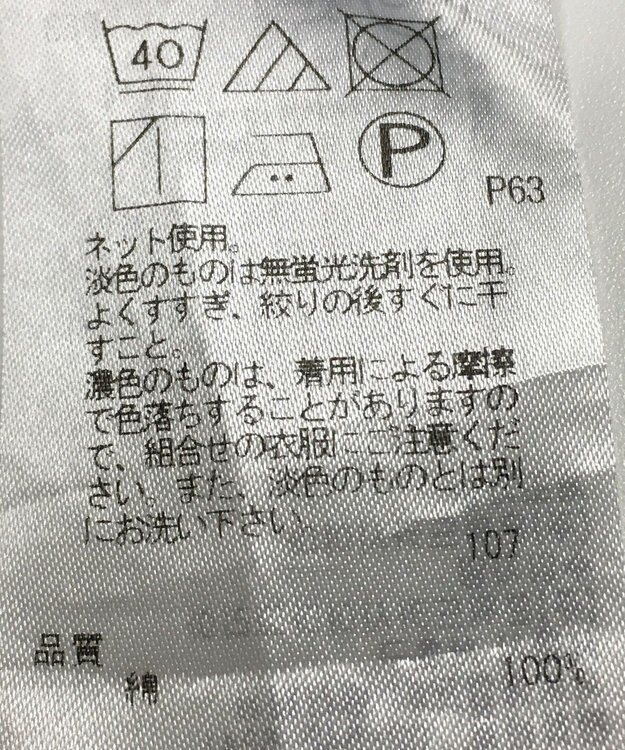 40
P
P63
ネット使用。
淡色のものは無蛍光洗剤を使用。
よくすすぎ、絞りの後すぐに干
すこと。
濃色のものは、着用による摩擦
で色落ちすることがありますの
で、組合せの衣服にご注意くだ
さい。また、淡色のものとは別
にお洗い下さい
107
品質
綿 100%